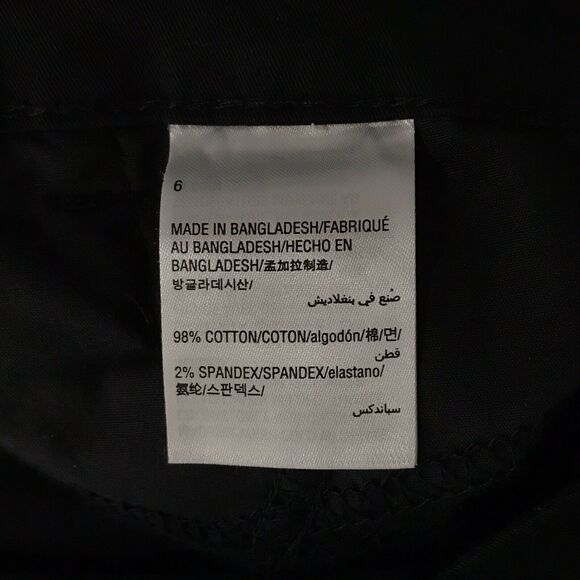 6
MADE IN BANGLADESH/FABRIQUÉ
AU BANGLADESH/HECHO EN
BANGLADESH/孟加拉制造/
방글라데시산/
صُنع في بنغلاديش
98% COTTON/COTON/algodón/棉/면/
قطن
2% SPANDEX/SPANDEX/elastano/
氨纶/스판덱스/
سباندكس